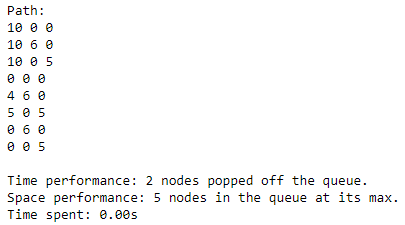 Path:
10 0 0
10 6 0
10 0 5
0 0 0
4 6 0
5 0 5
0 6 0
0 0 5
Time performance: 2 nodes popped off the queue.
Space performance: 5 nodes in the queue at its max.
Time spent: 0.00s